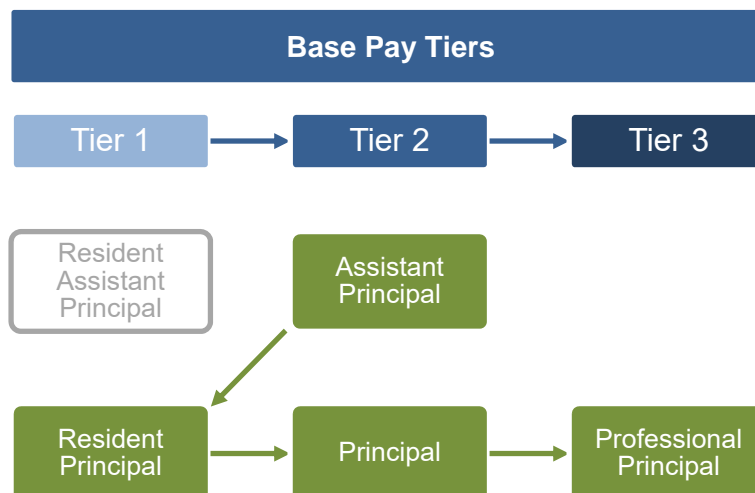 Base Pay Tiers
Tier 1
Tier 2
Tier 3
Resident
Assistant
Principal
Assistant
Principal
Resident
Principal
Principal
Professional
Principal